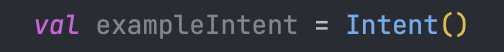 val exampleIntent = Intent()